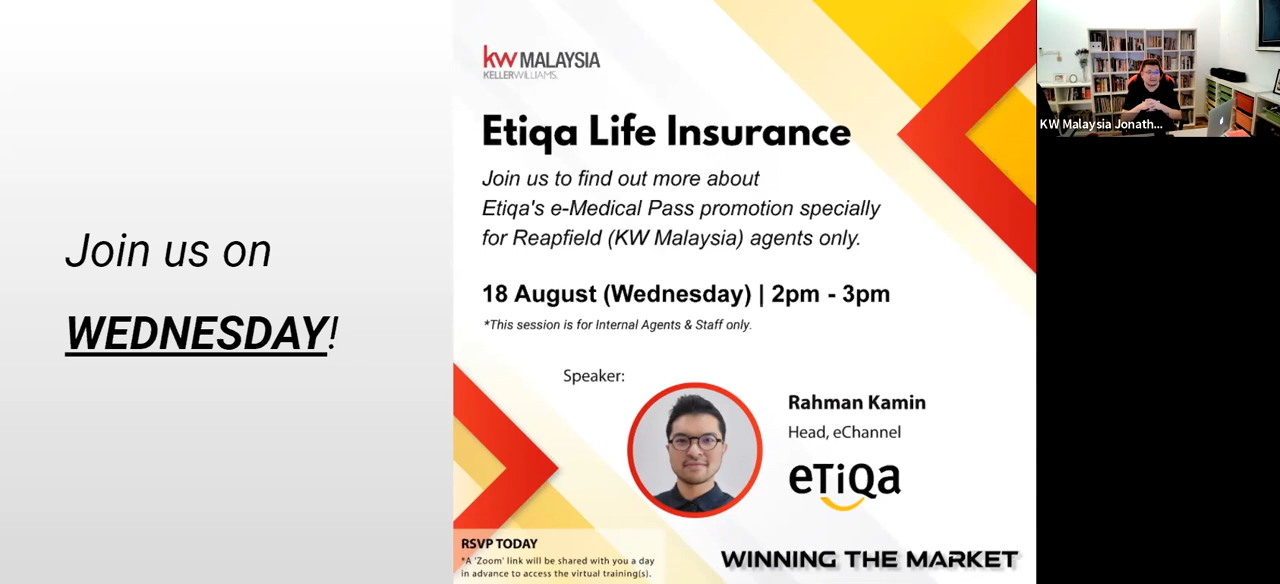 Join us on
WEDNESDAY!
kw MALAYSIA
KELLERWILLIAMS.
Etiqa Life Insurance
Join us to find out more about
Etiqa's e-Medical Pass promotion specially
for Reapfield (KW Malaysia) agents only.
18 August (Wednesday) | 2pm - 3pm
*This session is for Internal Agents & Staff only.
Speaker:
Rahman Kamin
Head, eChannel
eTiQa
RSVP TODAY
*A 'Zoom' link will be shared with you a day
in advance to access the virtual training(s).
WINNING THE MARKET
KW Malaysia Jonath...